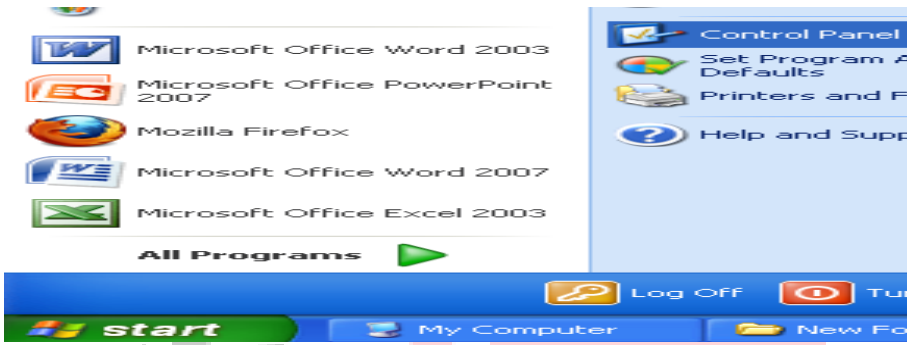 Microsoft Office Word 2003
Microsoft Office PowerPoint
2007
Mozilla Firefox
Microsoft Office Word 2007
Microsoft Office Excel 2003
All Programs
Control Panel
Set Program A
Defaults
Printers and F
Help and Supp
Log Off
Tu
start
My Computer
New Fo